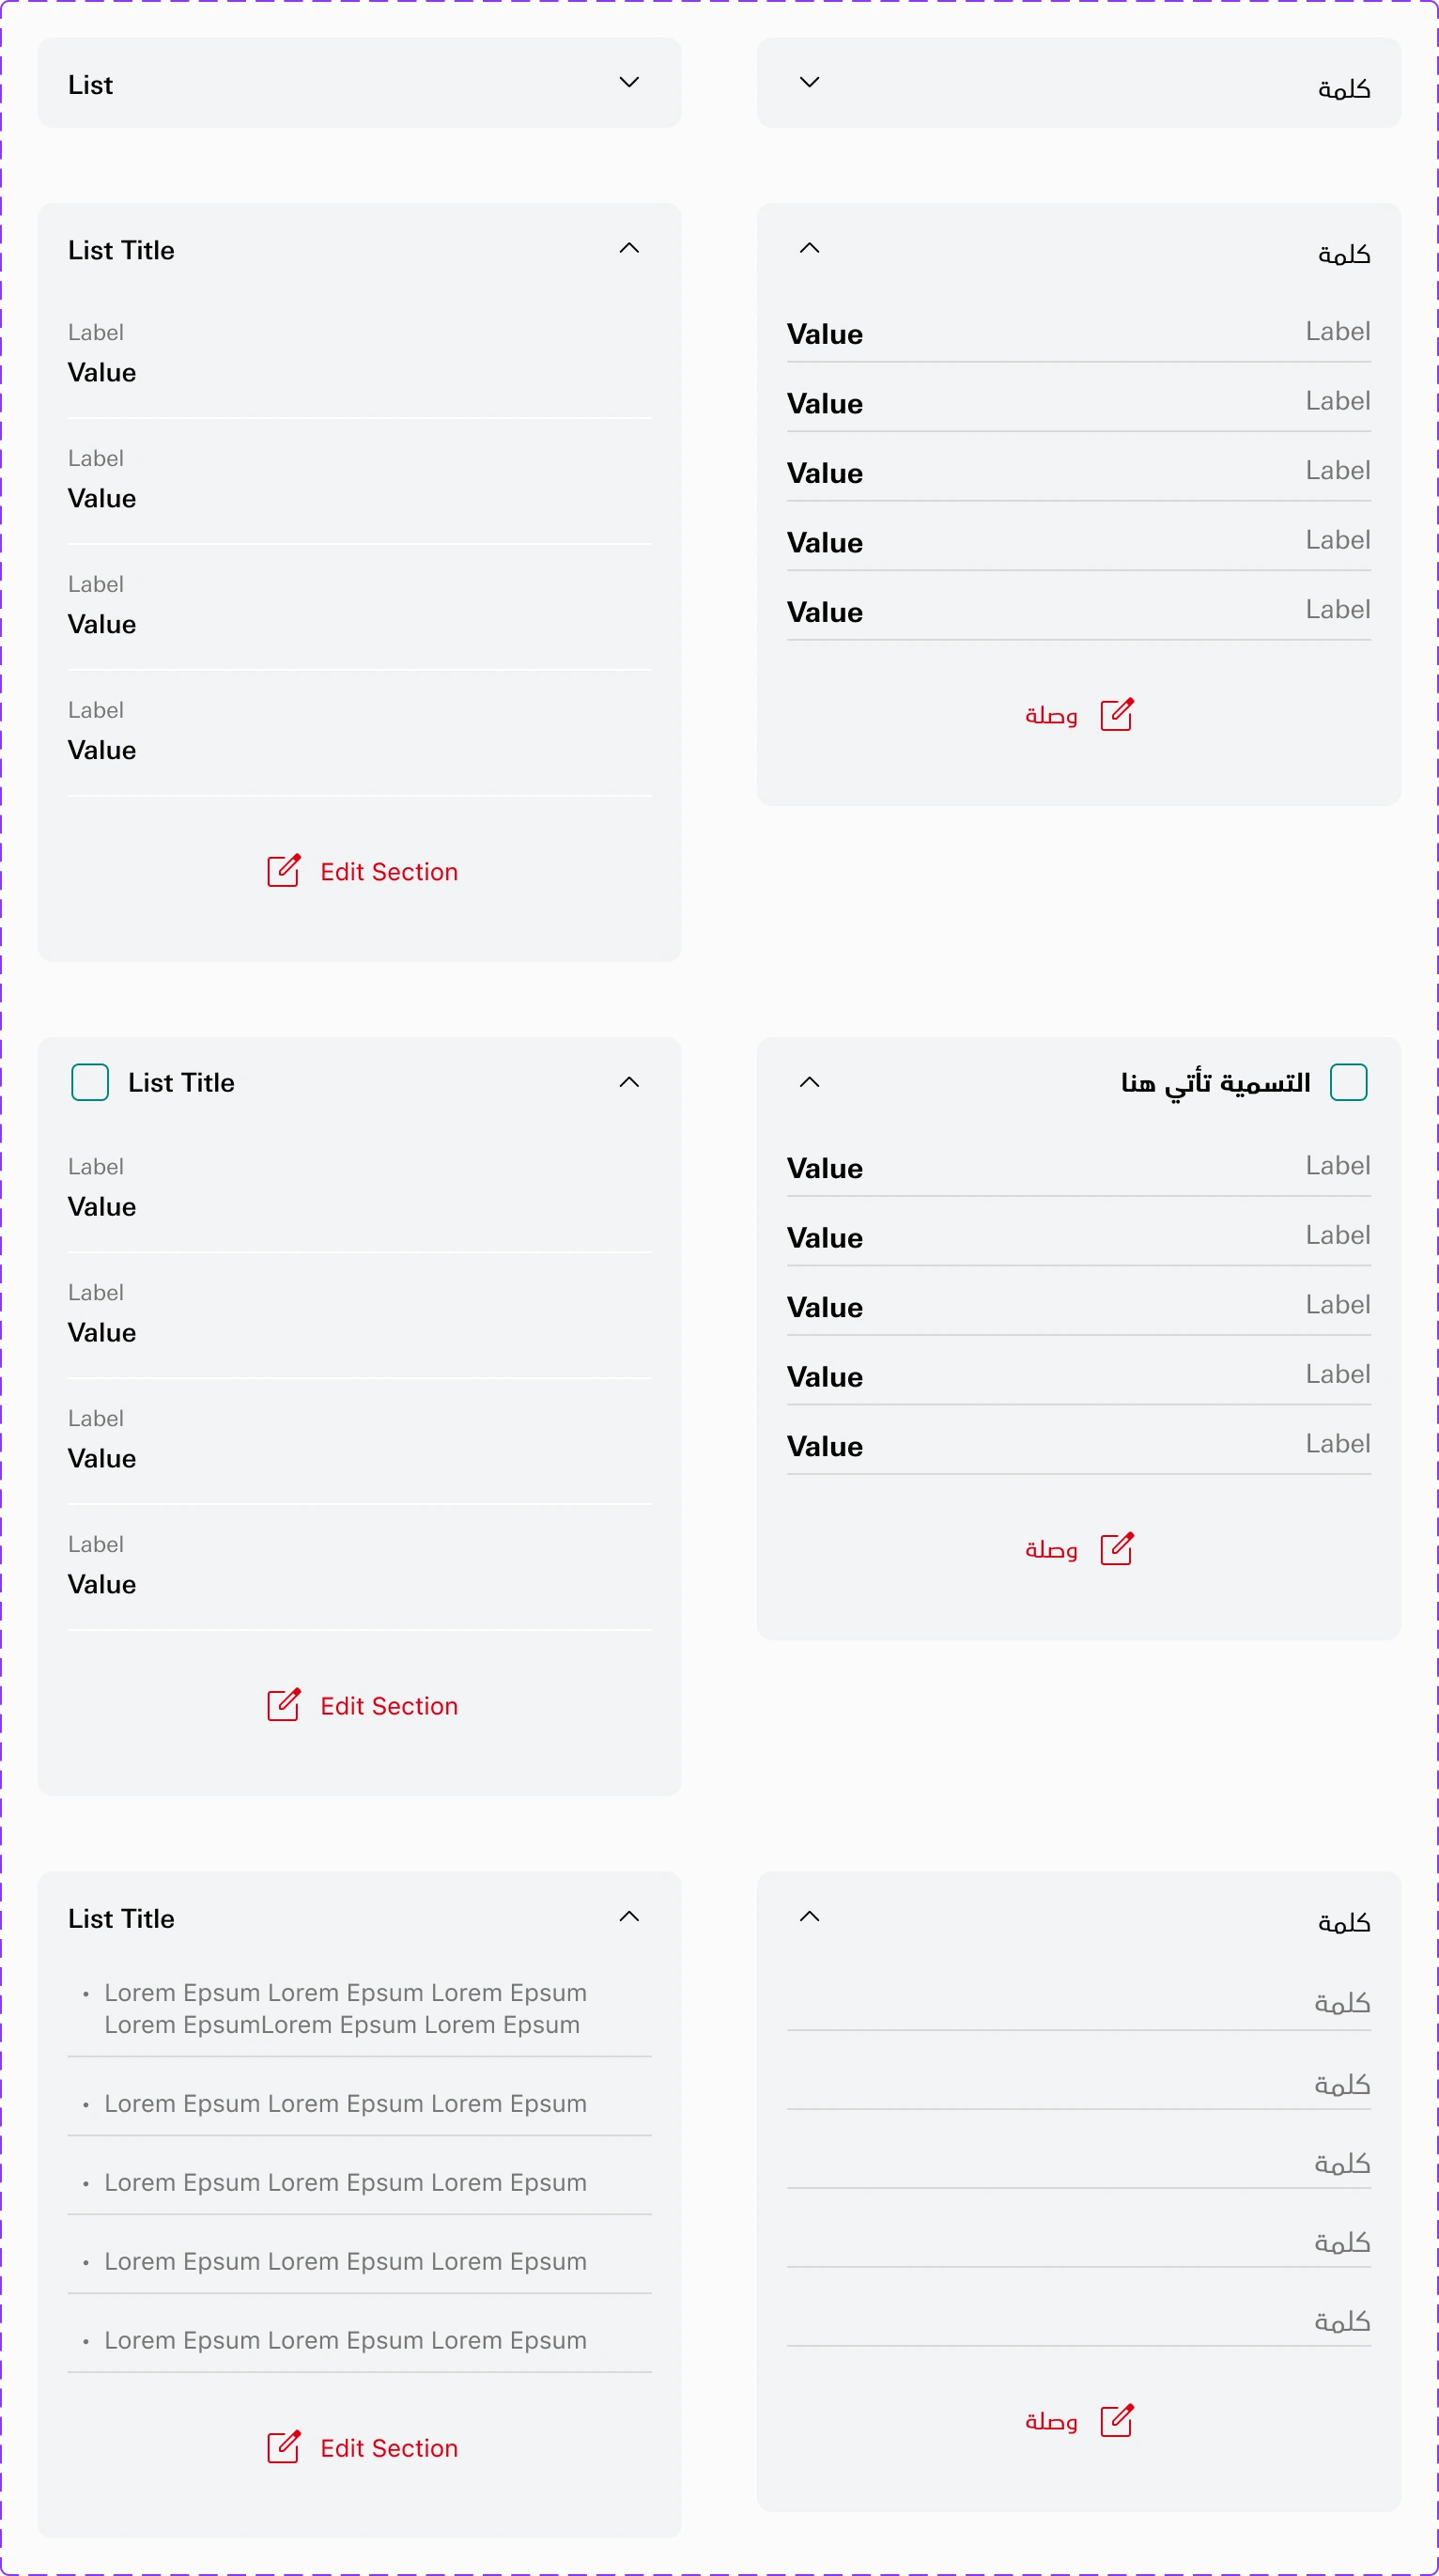 List
كلمة
List Title
Label
Value
Label
Value
Label
Value
Label
Value
Edit Section
كلمة
Label Value
Label Value
Label Value
Label Value
Label Value
وصلة
List Title
Label
Value
Label
Value
Label
Value
Label
Value
Edit Section
التسمية تأتي هنا
Label Value
Label Value
Label Value
Label Value
Label Value
وصلة
List Title
• Lorem Epsum Lorem Epsum Lorem Epsum
Lorem EpsumLorem Epsum Lorem Epsum
• Lorem Epsum Lorem Epsum Lorem Epsum
• Lorem Epsum Lorem Epsum Lorem Epsum
• Lorem Epsum Lorem Epsum Lorem Epsum
• Lorem Epsum Lorem Epsum Lorem Epsum
Edit Section
كلمة
كلمة
كلمة
كلمة
كلمة
كلمة
وصلة